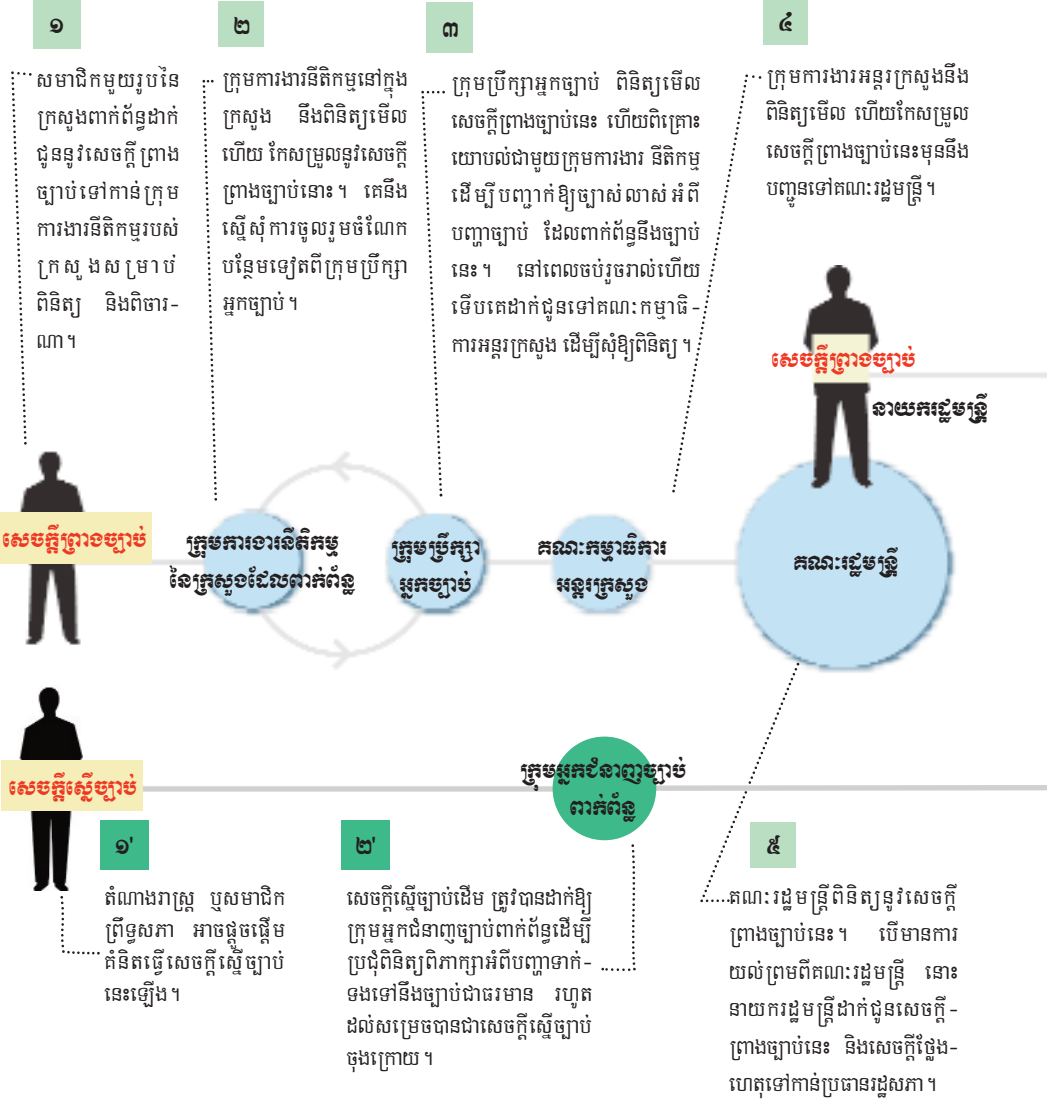 ១
សមាជិកមួយរូបនៃ
ក្រសួងពាក់ព័ន្ធដាក់
ជូននូវសេចក្ដីព្រាង
ច្បាប់ទៅកាន់ក្រុម
ការងារនីតិកម្មរបស់
ក្រសួងសម្រាប់
ពិនិត្យ និងពិចារ-
ណា។
២
ក្រុមការងារនីតិកម្មនៅក្នុង
ក្រសួង នឹងពិនិត្យមើល
ហើយ កែសម្រួលនូវសេចក្ដី
ព្រាងច្បាប់នោះ។ គេនឹង
ស្នើសុំការចូលរួមចំណែក
បន្ថែមទៀតពីក្រុមប្រឹក្សា
អ្នកច្បាប់។
៣
ក្រុមប្រឹក្សាអ្នកច្បាប់ ពិនិត្យមើល
សេចក្ដីព្រាងច្បាប់នេះ ហើយពិគ្រោះ
យោបល់ជាមួយក្រុមការងារ នីតិកម្ម
ដើម្បីបញ្ជាក់ឱ្យច្បាស់លាស់អំពី
បញ្ហាច្បាប់ ដែលពាក់ព័ន្ធនឹងច្បាប់
នេះ។ នៅពេលចប់រួចរាល់ហើយ
ទើបគេដាក់ជូនទៅគណៈកម្មាធិ-
ការអន្តរក្រសួង ដើម្បីសុំឱ្យពិនិត្យ។
៤
ក្រុមការងារអន្តរក្រសួងនឹង
ពិនិត្យមើល ហើយកែសម្រួល
សេចក្ដីព្រាងច្បាប់នេះមុននឹង
បញ្ជូនទៅគណៈរដ្ឋមន្ត្រី។
សេចក្ដីព្រាងច្បាប់
នាយករដ្ឋមន្ត្រី
សេចក្ដីព្រាងច្បាប់
ក្រុមការងារនីតិកម្ម
នៃក្រសួងដែលពាក់ព័ន្ធ
ក្រុមប្រឹក្សា
អ្នកច្បាប់
គណៈកម្មាធិការ
អន្តរក្រសួង
គណៈរដ្ឋមន្ត្រី
សេចក្ដីស្នើច្បាប់
ក្រុមអ្នកជំនាញច្បាប់
ពាក់ព័ន្ធ
១'
តំណាងរាស្ត្រ ឬសមាជិក
ព្រឹទ្ធសភា អាចផ្ដួចផ្ដើម
គំនិតធ្វើសេចក្ដីស្នើច្បាប់
នេះឡើង។
២'
សេចក្ដីស្នើច្បាប់ដើម ត្រូវបានដាក់ឱ្យ
ក្រុមអ្នកជំនាញច្បាប់ពាក់ព័ន្ធដើម្បី
ប្រជុំពិនិត្យពិភាក្សាអំពីបញ្ហាទាក់-
ទងទៅនឹងច្បាប់ជាធរមាន រហូត
ដល់សម្រេចបានជាសេចក្ដីស្នើច្បាប់
ចុងក្រោយ។
៥
គណៈរដ្ឋមន្ត្រីពិនិត្យនូវសេចក្ដី
ព្រាងច្បាប់នេះ។ បើមានការ
យល់ព្រមពីគណៈរដ្ឋមន្ត្រី នោះ
នាយករដ្ឋមន្ត្រីដាក់ជូនសេចក្ដី-
ព្រាងច្បាប់នេះ និងសេចក្ដីថ្លែង-
ហេតុទៅកាន់ប្រធានរដ្ឋសភា។